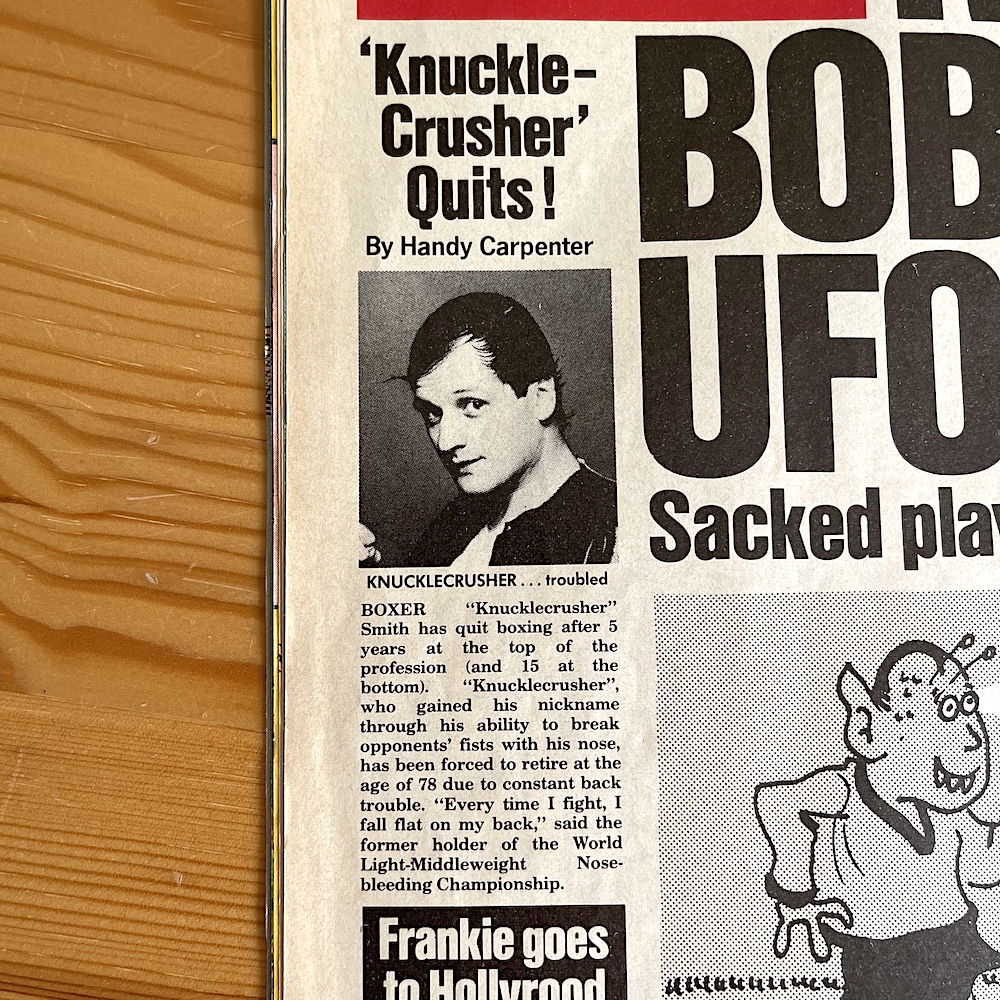 ‘Knuckle-
Crusher’
Quits!
By Handy Carpenter
KNUCKLECRUSHER . . . troubled
BOXER “Knucklecrusher”
Smith has quit boxing after 5
years at the top of the
profession (and 15 at the
bottom). “Knucklecrusher”,
who gained his nickname
through his ability to break
opponents’ fists with his nose,
has been forced to retire at the
age of 78 due to constant back
trouble. “Every time I fight, I
fall flat on my back,” said the
former holder of the World
Light-Middleweight Nose-
bleeding Championship.
Frankie goes
to Hollyrood
BOB
UFO
Sacked play